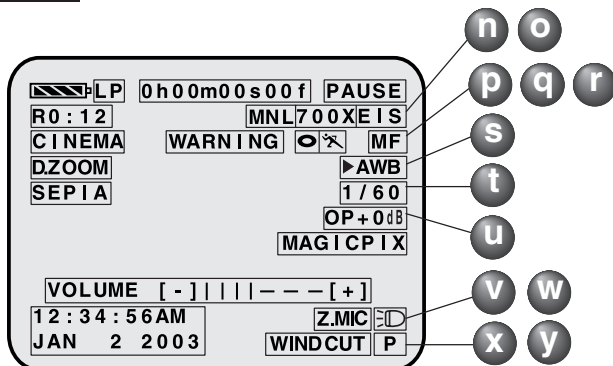 n o
LP 0h00m00s00f PAUSE
R0:12 MNL 700X EIS
p q r
CINEMA WARNING MF
s
D.ZOOM ▶AWB
t
SEPIA 1/60
OP+0dB
u
MAGICPIX
VOLUME [-]||||———[+]
v w
12:34:56AM Z.MIC
JAN 2 2003 WINDCUT P
x y